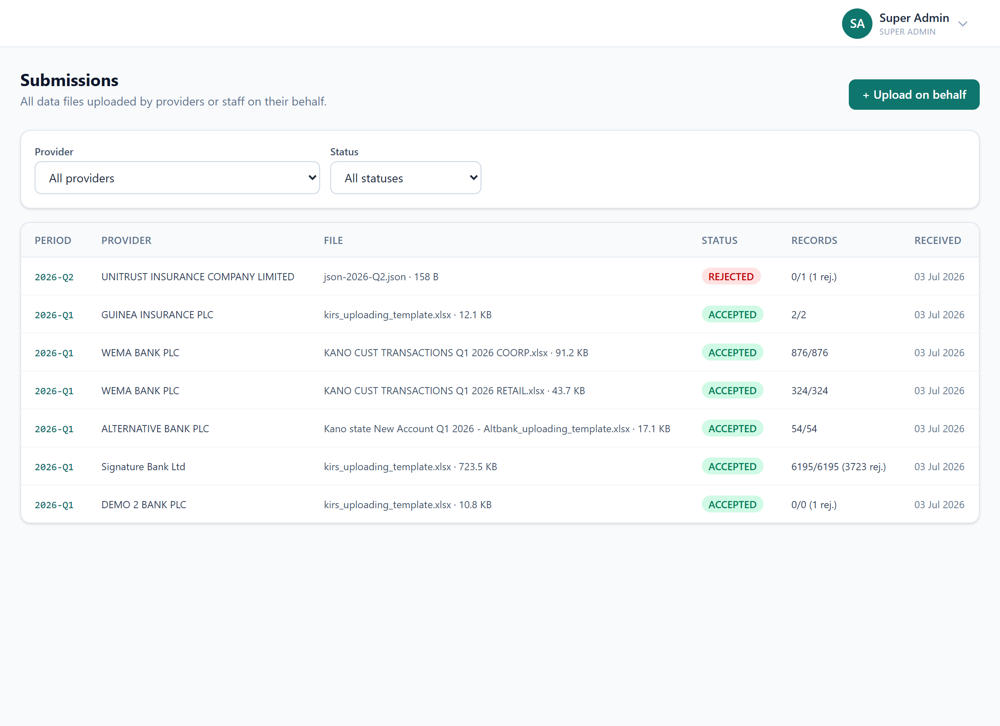 SA
Super Admin
SUPER ADMIN
Submissions
All data files uploaded by providers or staff on their behalf.
+ Upload on behalf
Provider
Status
All providers
All statuses
PERIOD PROVIDER FILE STATUS RECORDS RECEIVED
2026-Q2 UNITRUST INSURANCE COMPANY LIMITED json-2026-Q2.json · 158 B REJECTED 0/1 (1 rej.) 03 Jul 2026
2026-Q1 GUINEA INSURANCE PLC kirs_uploading_template.xlsx · 12.1 KB ACCEPTED 2/2 03 Jul 2026
2026-Q1 WEMA BANK PLC KANO CUST TRANSACTIONS Q1 2026 COORP.xlsx · 91.2 KB ACCEPTED 876/876 03 Jul 2026
2026-Q1 WEMA BANK PLC KANO CUST TRANSACTIONS Q1 2026 RETAIL.xlsx · 43.7 KB ACCEPTED 324/324 03 Jul 2026
2026-Q1 ALTERNATIVE BANK PLC Kano state New Account Q1 2026 - Altbank_uploading_template.xlsx · 17.1 KB ACCEPTED 54/54 03 Jul 2026
2026-Q1 Signature Bank Ltd kirs_uploading_template.xlsx · 723.5 KB ACCEPTED 6195/6195 (3723 rej.) 03 Jul 2026
2026-Q1 DEMO 2 BANK PLC kirs_uploading_template.xlsx · 10.8 KB ACCEPTED 0/0 (1 rej.) 03 Jul 2026